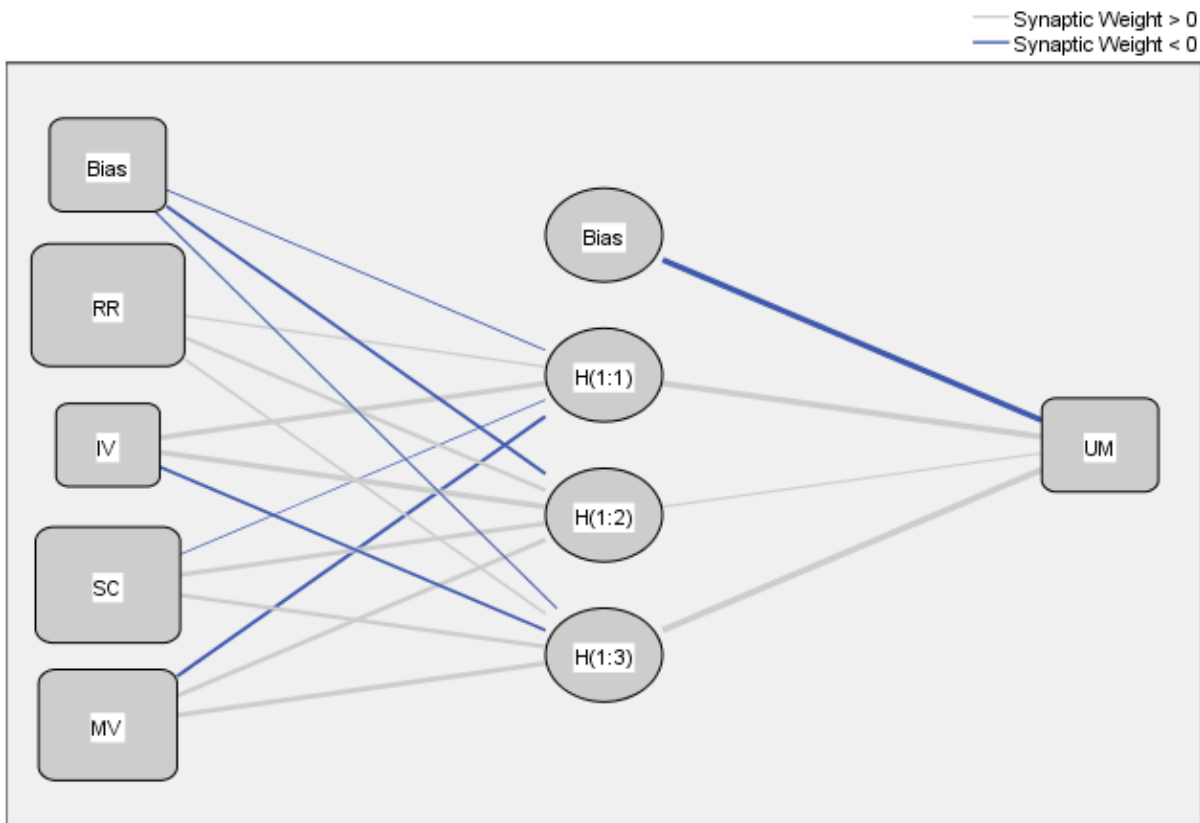 Synaptic Weight > 0
Synaptic Weight < 0
Bias
RR
IV
SC
MV
Bias
H(1:1)
H(1:2)
H(1:3)
UM